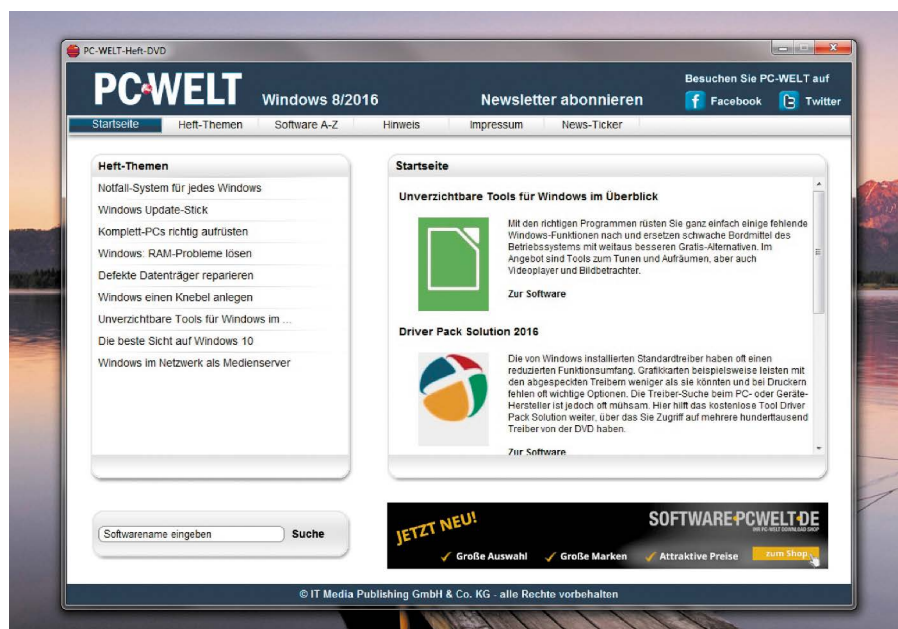 PC-WELT-Heft-DVD
PC WELT
Windows 8/2016
Newsletter abonnieren
Besuchen Sie PC-WELT auf
Facebook
Twitter
Startseite
Heft-Themen
Software A-Z
Hinweis
Impressum
News-Ticker
Heft-Themen
Notfall-System für jedes Windows
Windows Update-Stick
Komplett-PCs richtig aufrüsten
Windows: RAM-Probleme lösen
Defekte Datenträger reparieren
Windows einen Knebel anlegen
Unverzichtbare Tools für Windows im ...
Die beste Sicht auf Windows 10
Windows im Netzwerk als Medienserver
Startseite
Unverzichtbare Tools für Windows im Überblick
Mit den richtigen Programmen rüsten Sie ganz einfach einige fehlende
Windows-Funktionen nach und ersetzen schwache Bordmittel des
Betriebssystems mit weitaus besseren Gratis-Alternativen. Im
Angebot sind Tools zum Tunen und Aufräumen, aber auch
Videoplayer und Bildbetrachter.
Zur Software
Driver Pack Solution 2016
Die von Windows installierten Standardtreiber haben oft einen
reduzierten Funktionsumfang. Grafikkarten beispielsweise leisten mit
den abgespeckten Treibern weniger als sie könnten und bei Druckern
fehlen oft wichtige Optionen. Die Treiber-Suche beim PC- oder Geräte-
Hersteller ist jedoch oft mühsam. Hier hilft das kostenlose Tool Driver
Pack Solution weiter, über das Sie Zugriff auf mehrere hunderttausend
Treiber von der DVD haben.
Zur Software
Softwarename eingeben
Suche
JETZT NEU!
SOFTWARE PCWELT DE
IHR PC-WELT DOWNLOAD SHOP
Große Auswahl
Große Marken
Attraktive Preise
zum Shop
© IT Media Publishing GmbH & Co. KG - alle Rechte vorbehalten